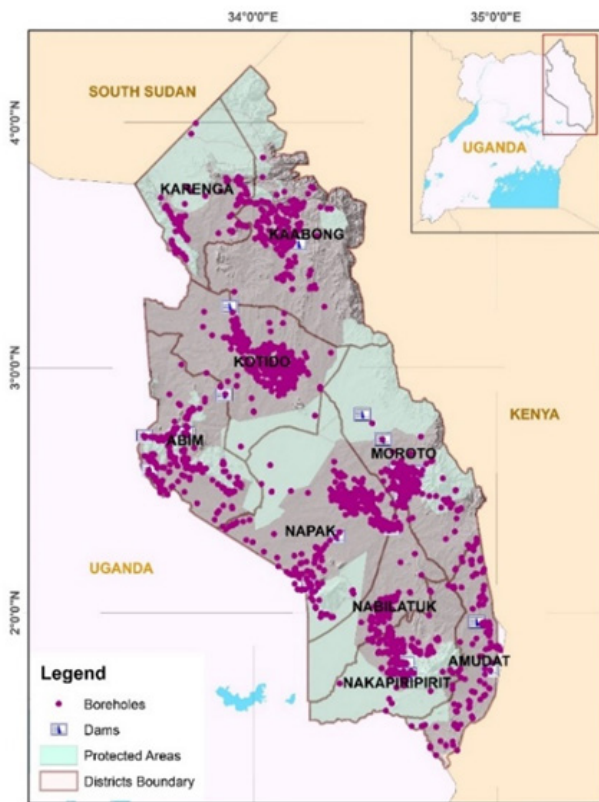 34°0'0"E
35°0'0"E
SOUTH SUDAN
4°0'0"N
UGANDA
KARENGA
KAABONG
3°0'0"N
KOTIDO
KENYA
ABIM
MOROTO
NAPAK
UGANDA
2°0'0"N
NABILATUK
AMUDAT
NAKAPIRIPIRIT
Legend
Boreholes
Dams
Protected Areas
Districts Boundary